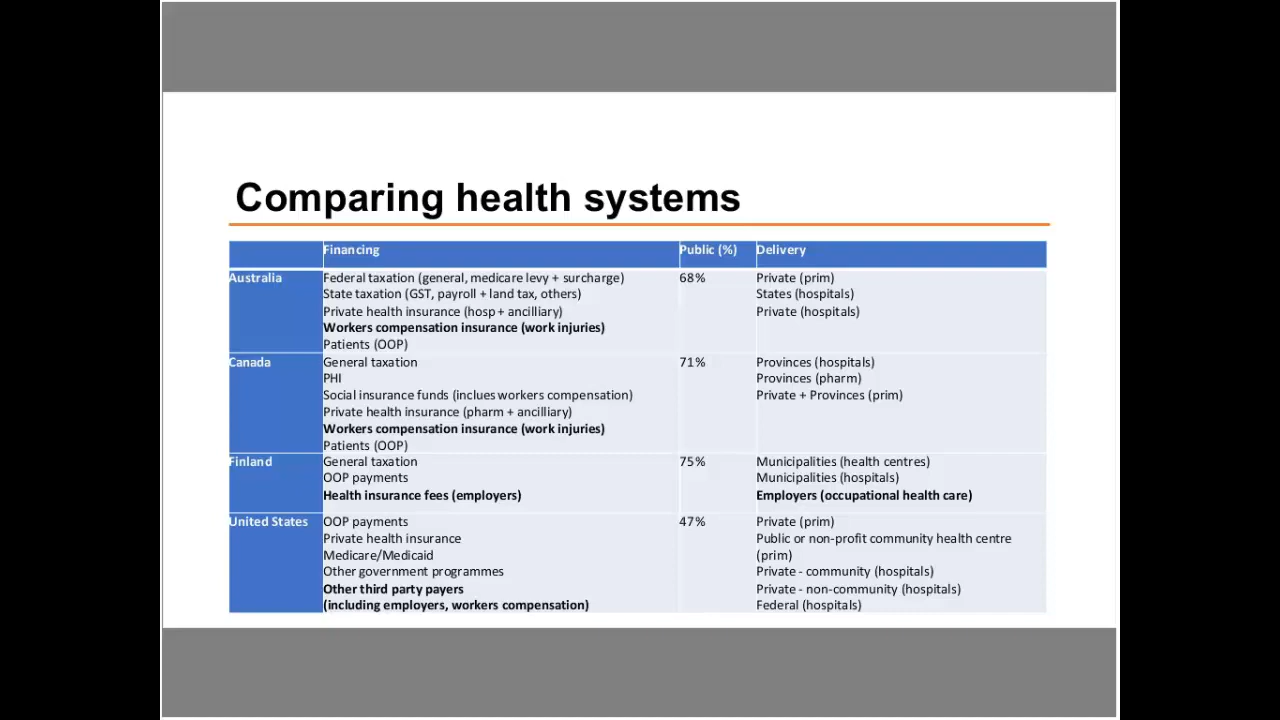 Comparing health systems
Financing Public (%) Delivery
Australia Federal taxation (general, medicare levy + surcharge) 68% Private (prim)
State taxation (GST, payroll + land tax, others) States (hospitals)
Private health insurance (hosp + ancilliary) Private (hospitals)
Workers compensation insurance (work injuries)
Patients (OOP)
Canada General taxation 71% Provinces (hospitals)
PHI Provinces (pharm)
Social insurance funds (inclues workers compensation) Private + Provinces (prim)
Private health insurance (pharm + ancilliary)
Workers compensation insurance (work injuries)
Patients (OOP)
Finland General taxation 75% Municipalities (health centres)
OOP payments Municipalities (hospitals)
Health insurance fees (employers) Employers (occupational health care)
United States OOP payments 47% Private (prim)
Private health insurance Public or non-profit community health centre
Medicare/Medicaid (prim)
Other government programmes Private - community (hospitals)
Other third party payers Private - non-community (hospitals)
(including employers, workers compensation) Federal (hospitals)